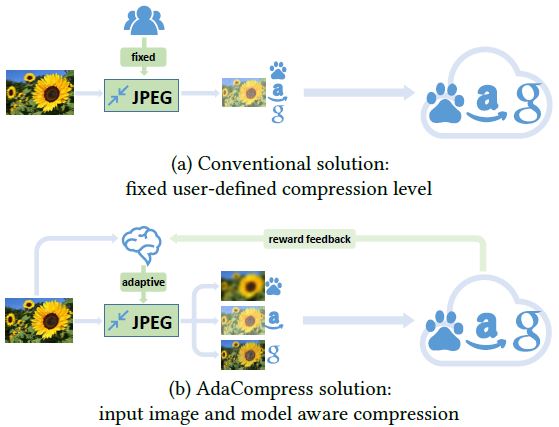 fixed
JPEG
a
g
a g
(a) Conventional solution:
fixed user-defined compression level
reward feedback
adaptive
JPEG
a
g
a g
(b) AdaCompress solution:
input image and model aware compression